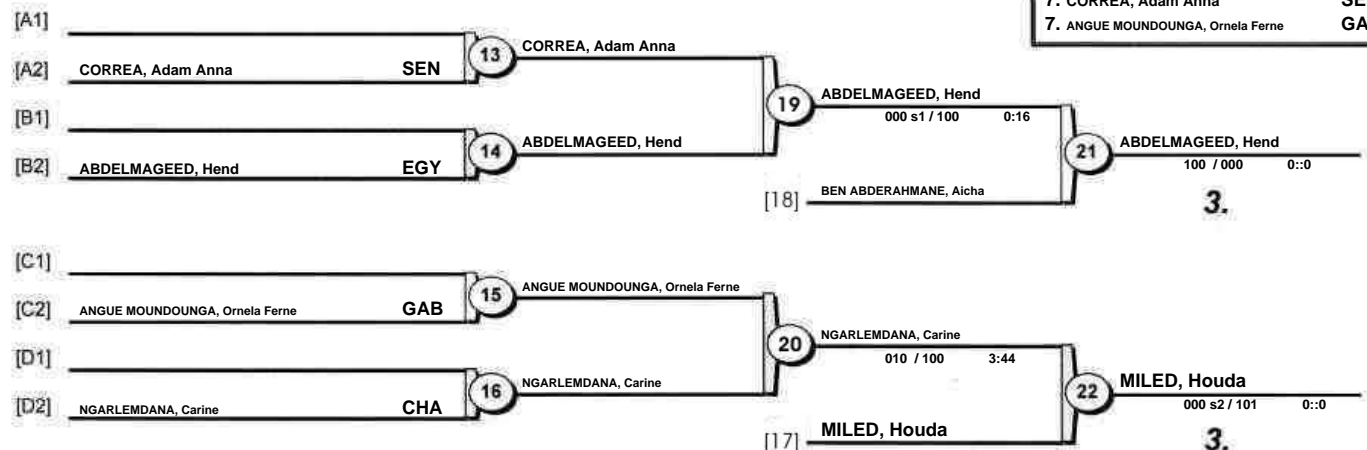 7. CORREA, Adam Anna SE
7. ANGUE MOUNDOUNGA, Ornela Ferne GA
[A1]
[A2] CORREA, Adam Anna SEN
13 CORREA, Adam Anna
[B1]
[B2] ABDELMAGEED, Hend EGY
14 ABDELMAGEED, Hend
19 ABDELMAGEED, Hend
000 s1 / 100 0:16
[18] BEN ABDERAHMANE, Aicha
21 ABDELMAGEED, Hend
100 / 000 0::0
3.
[C1]
[C2] ANGUE MOUNDOUNGA, Ornela Ferne GAB
15 ANGUE MOUNDOUNGA, Ornela Ferne
[D1]
[D2] NGARLEMDANA, Carine CHA
16 NGARLEMDANA, Carine
20 NGARLEMDANA, Carine
010 / 100 3:44
[17] MILED, Houda
22 MILED, Houda
000 s2 / 101 0::0
3.